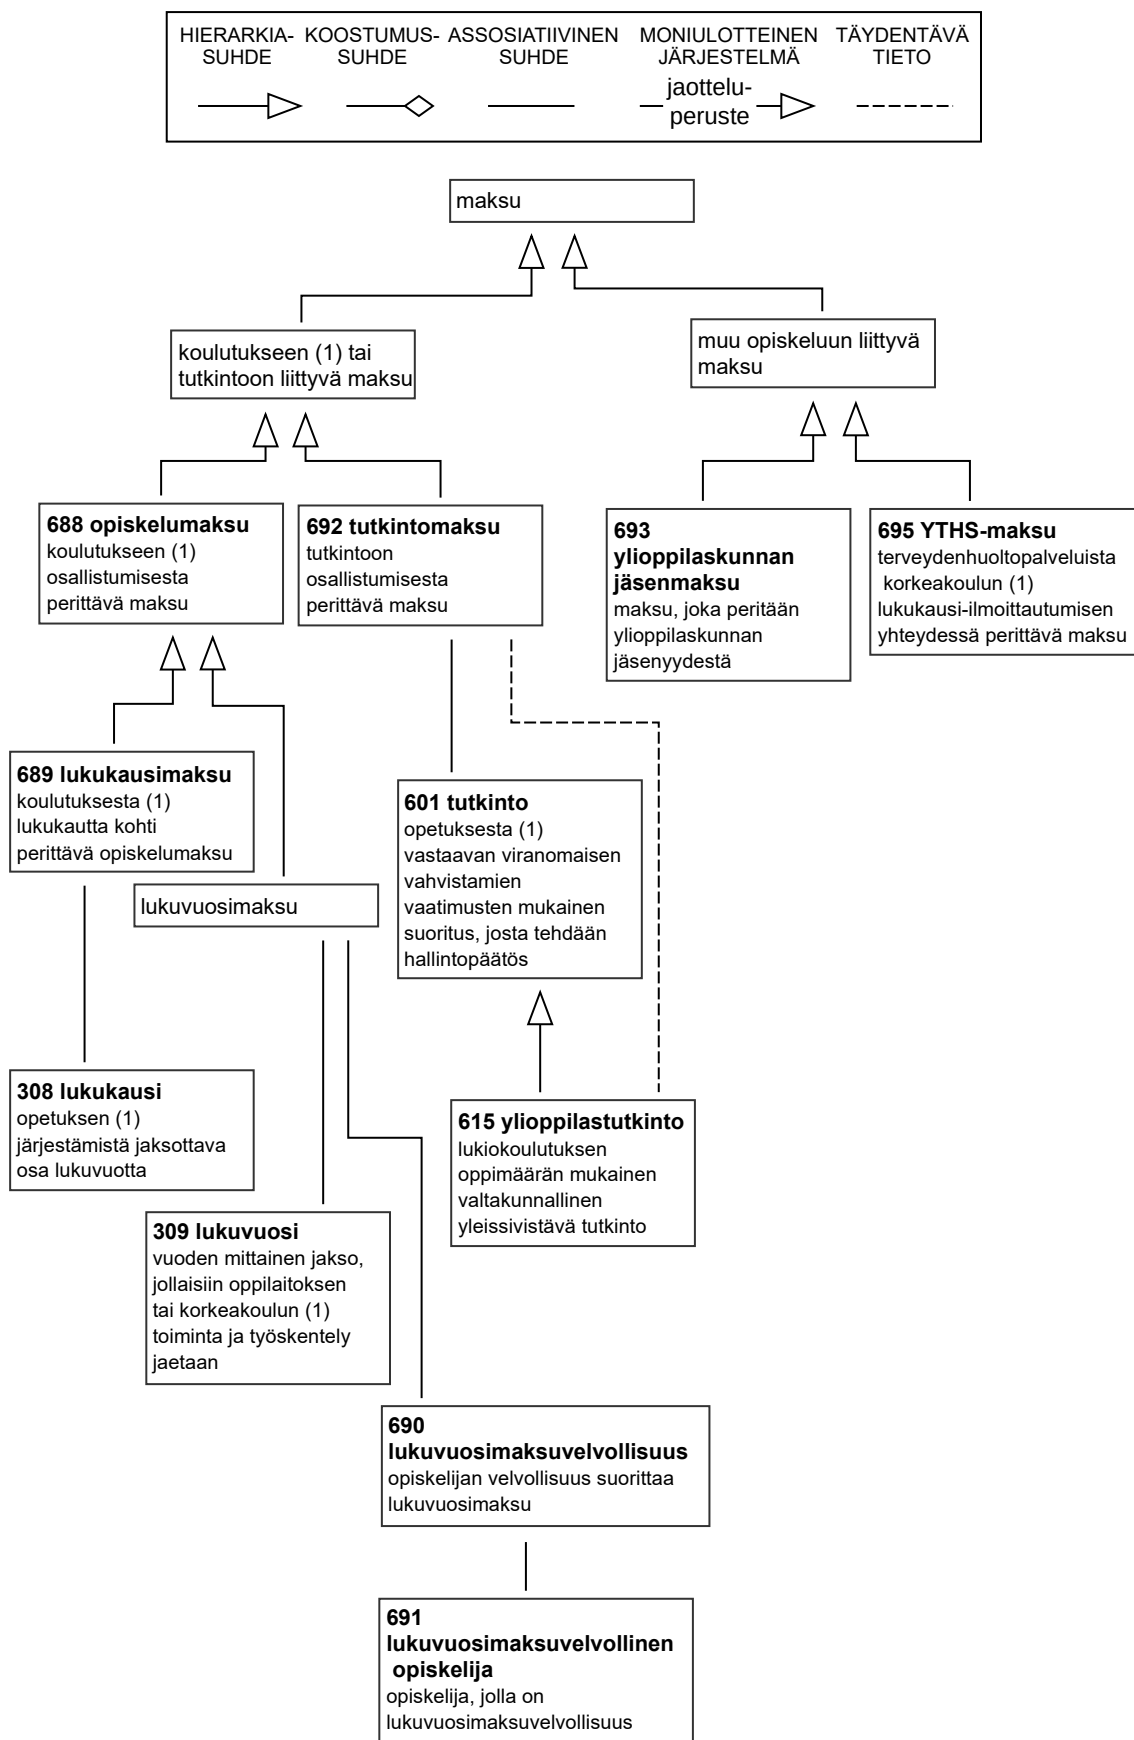 HIERARKIA-
SUHDE
KOOSTUMUS-
SUHDE
ASSOSIATIIVINEN
SUHDE
MONIULOTTEINEN
JÄRJESTELMÄ
jaottelu-
peruste
TÄYDENTÄVÄ
TIETO
maksu
koulutukseen (1) tai
tutkintoon liittyvä maksu
muu opiskeluun liittyvä
maksu
688 opiskelumaksu
koulutukseen (1)
osallistumisesta
perittävä maksu
692 tutkintomaksu
tutkintoon
osallistumisesta
perittävä maksu
693
ylioppilaskunnan
jäsenmaksu
maksu, joka peritään
ylioppilaskunnan
jäsenyydestä
695 YTHS-maksu
terveydenhuoltopalveluista
korkeakoulun (1)
lukukausi-ilmoittautumisen
yhteydessä perittävä maksu
689 lukukausimaksu
koulutuksesta (1)
lukukautta kohti
perittävä opiskelumaksu
lukuvuosimaksu
601 tutkinto
opetuksesta (1)
vastaavan viranomaisen
vahvistamien
vaatimusten mukainen
suoritus, josta tehdään
hallintopäätös
308 lukukausi
opetuksen (1)
järjestämistä jaksottava
osa lukuvuotta
615 ylioppilastutkinto
lukiokoulutuksen
oppimäärän mukainen
valtakunnallinen
yleissivistävä tutkinto
309 lukuvuosi
vuoden mittainen jakso,
jollaisiin oppilaitoksen
tai korkeakoulun (1)
toiminta ja työskentely
jaetaan
690
lukuvuosimaksuvelvollisuus
opiskelijan velvollisuus suorittaa
lukuvuosimaksu
691
lukuvuosimaksuvelvollinen
opiskelija
opiskelija, jolla on
lukuvuosimaksuvelvollisuus